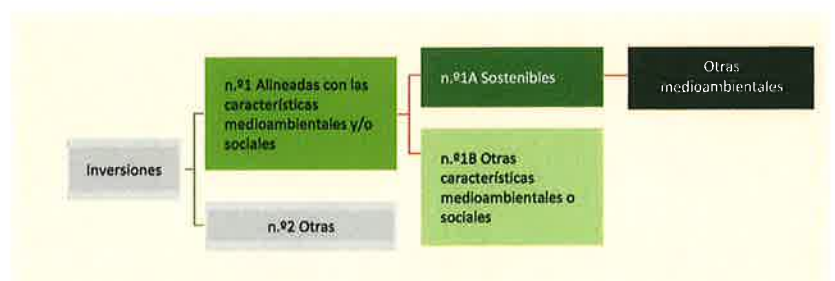 Inversiones
n.º1 Alineadas con las
características
medioambientales y/o
sociales
n.º2 Otras
n.º1A Sostenibles
n.º1B Otras
características
medioambientales o
sociales
Otras
medioambientales